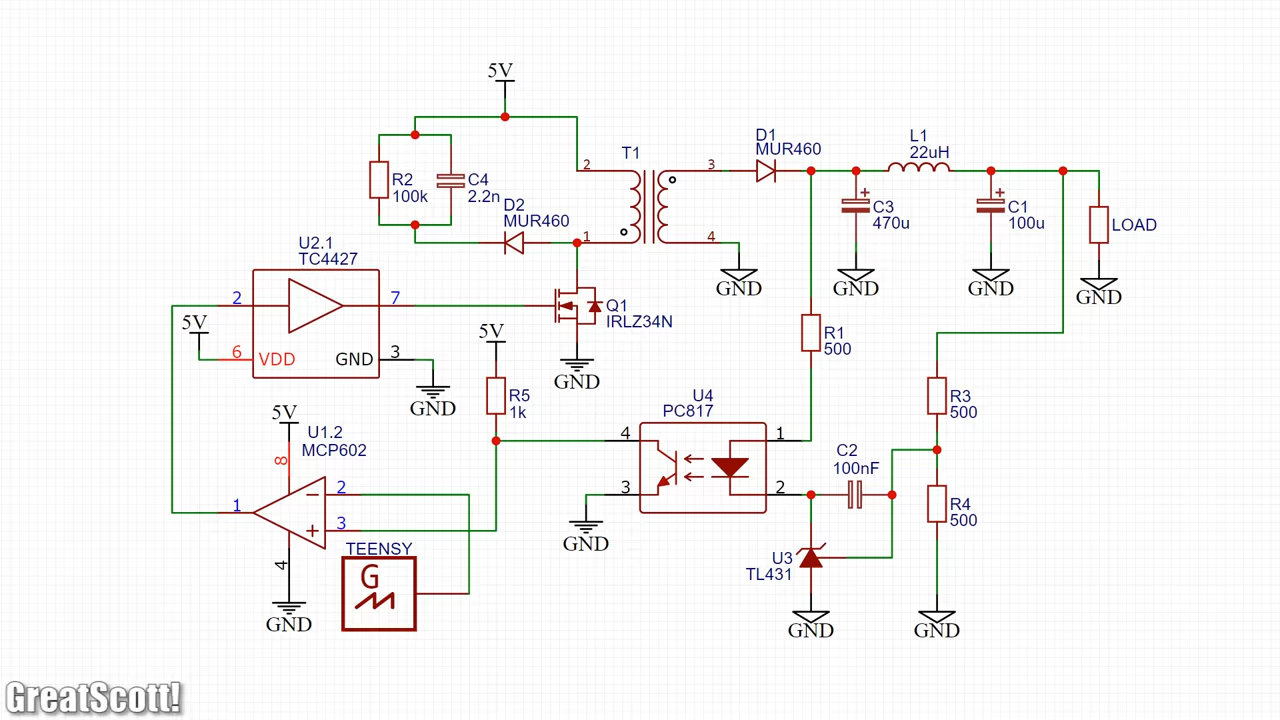 5V
T1
2
1
3
4
D1
MUR460
L1
22uH
R2
100k
C4
2.2n
D2
MUR460
+
C3
470u
+
C1
100u
LOAD
GND
GND
GND
GND
U2.1
TC4427
2
7
5V
6
VDD
GND
3
GND
Q1
IRLZ34N
GND
5V
R5
1k
R1
500
R3
500
U4
PC817
4
1
3
2
GND
C2
100nF
R4
500
U3
TL431
GND
GND
5V
U1.2
MCP602
8
1
−
2
+
3
4
GND
TEENSY
G
GreatScott!